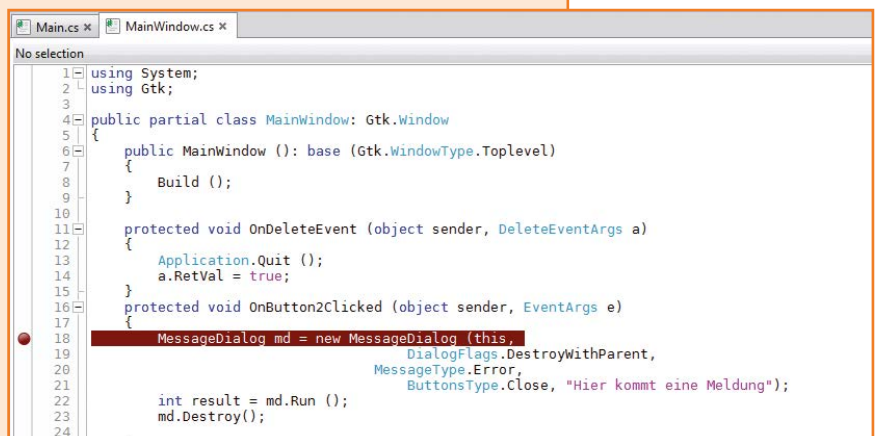 Main.cs × MainWindow.cs ×
No selection
1 using System;
2 using Gtk;
3
4 public partial class MainWindow: Gtk.Window
5 {
6     public MainWindow (): base (Gtk.WindowType.Toplevel)
7     {
8         Build ();
9     }
10
11     protected void OnDeleteEvent (object sender, DeleteEventArgs a)
12     {
13         Application.Quit ();
14         a.RetVal = true;
15     }
16     protected void OnButton2Clicked (object sender, EventArgs e)
17     {
18         MessageDialog md = new MessageDialog (this,
19                                       DialogFlags.DestroyWithParent,
20                                   MessageType.Error,
21                                       ButtonsType.Close, "Hier kommt eine Meldung");
22         int result = md.Run ();
23         md.Destroy();
24